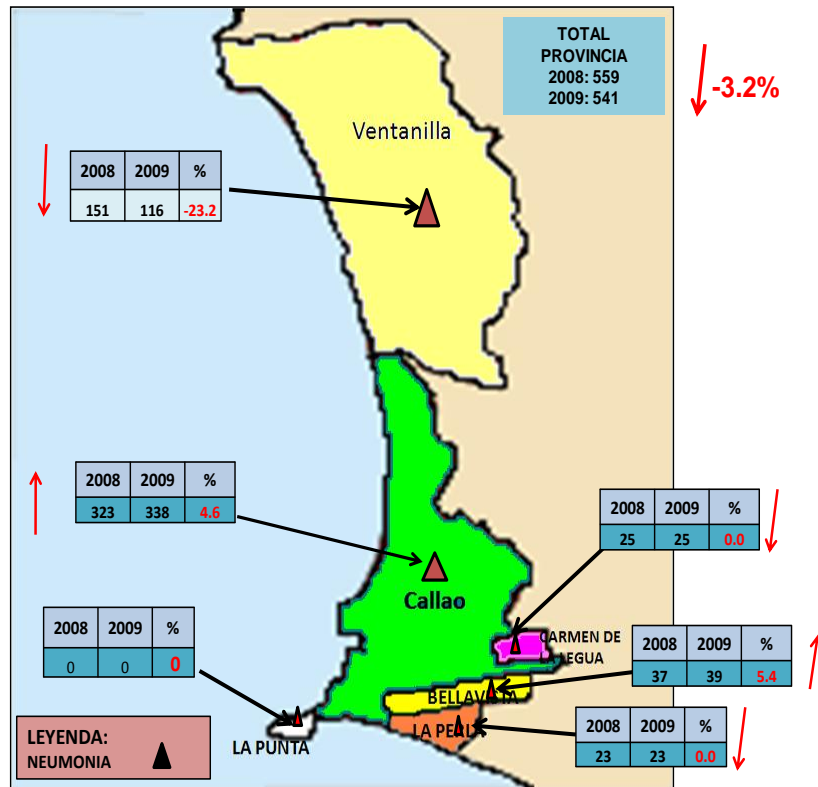 TOTAL
PROVINCIA
2008: 559
2009: 541
-3.2%
Ventanilla
2008 2009 %
151 116 -23.2
2008 2009 %
323 338 4.6
2008 2009 %
25 25 0.0
Callao
2008 2009 %
0 0 0
CARMEN DE
LA LEGUA
2008 2009 %
37 39 5.4
BELLAVISTA
LA PERLA
2008 2009 %
23 23 0.0
LA PUNTA
LEYENDA:
NEUMONIA